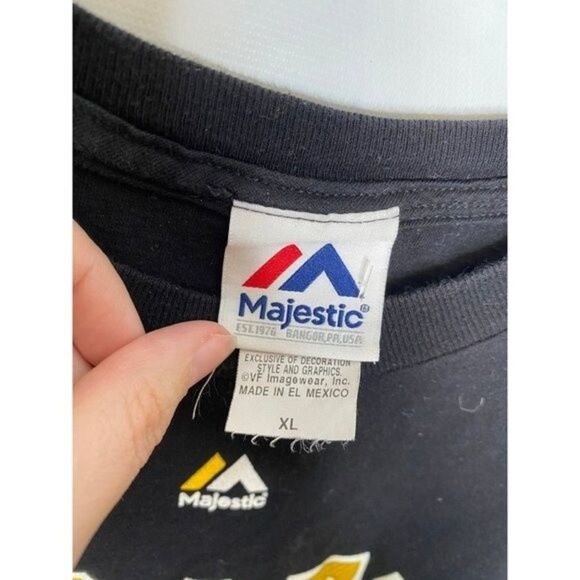 Majestic®
EST.1976 BANGOR,PA,USA
EXCLUSIVE OF DECORATION
STYLE AND GRAPHICS.
©VF Imagewear, Inc.
MADE IN EL MEXICO
XL
Majestic®